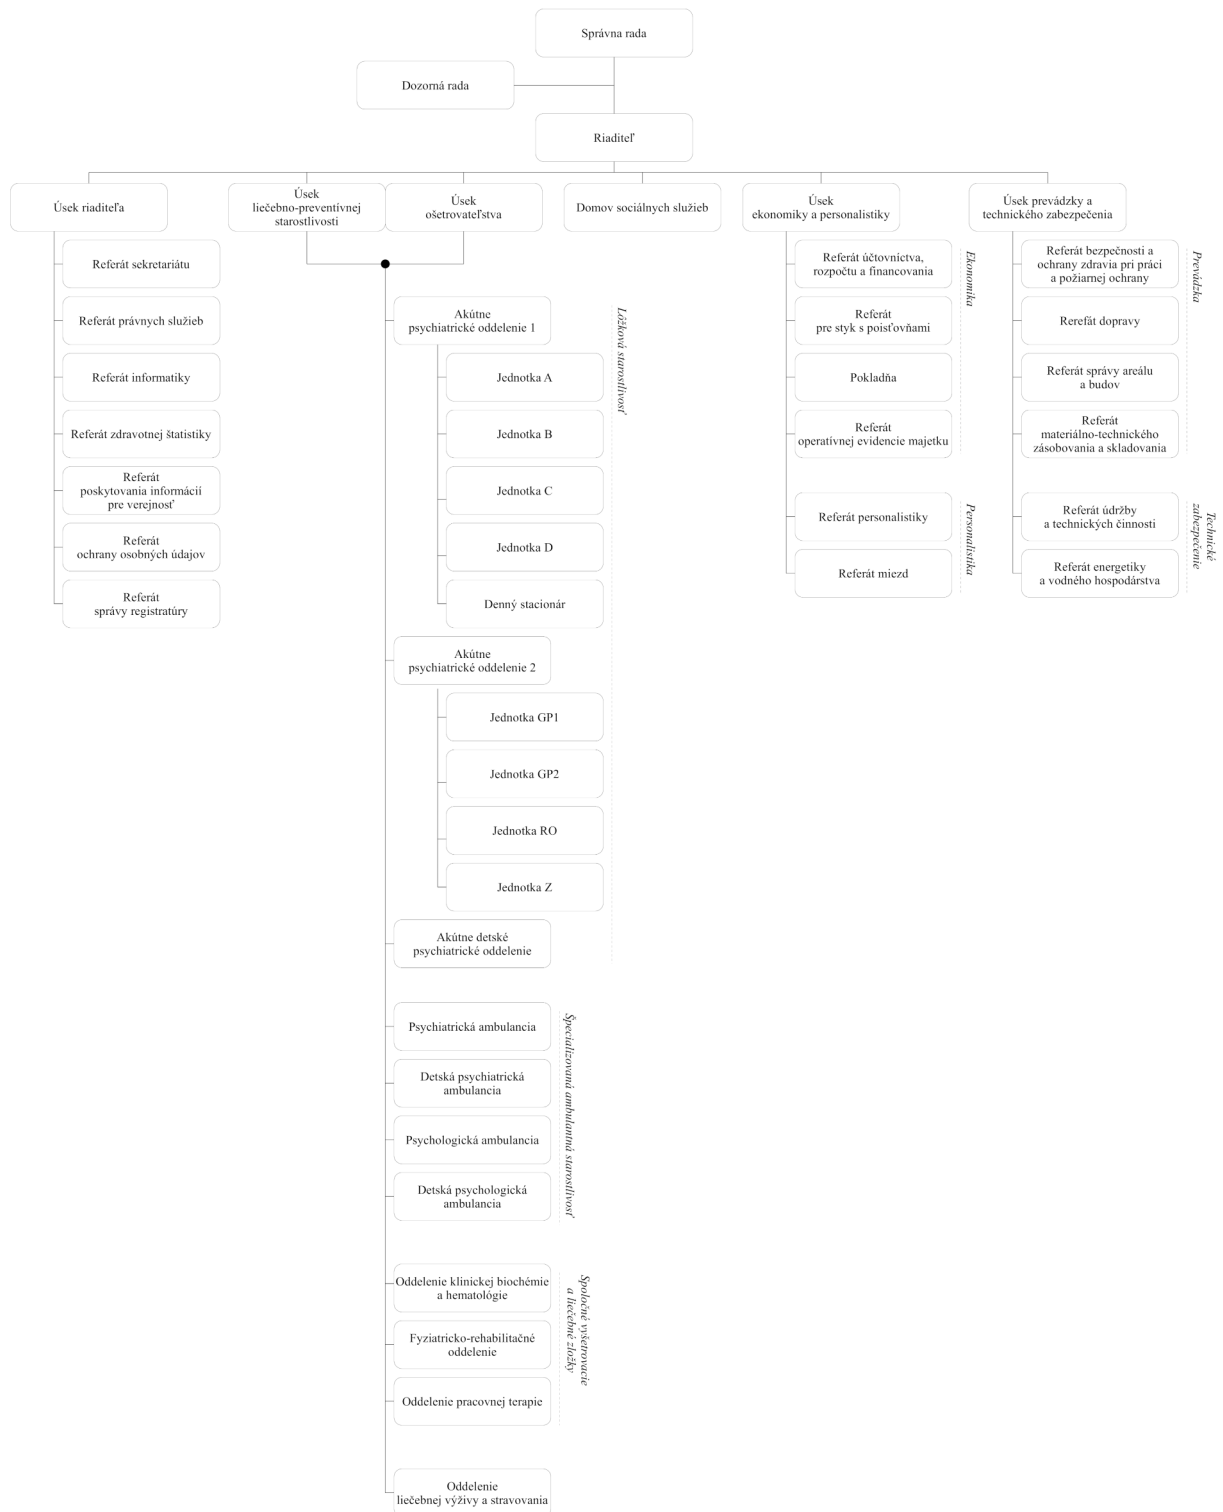 Správna rada
Dozorná rada
Riaditeľ
Úsek riaditeľa
Úsek
liečebno-preventívnej
starostlivosti
Úsek
ošetrovateľstva
Domov sociálnych služieb
Úsek
ekonomiky a personalistiky
Úsek prevádzky a
technického zabezpečenia
Referát sekretariátu
Referát právnych služieb
Referát informatiky
Referát zdravotnej štatistiky
Referát
poskytovania informácií
pre verejnosť
Referát
ochrany osobných údajov
Referát
správy registratúry
Akútne
psychiatrické oddelenie 1
Jednotka A
Jednotka B
Jednotka C
Jednotka D
Denný stacionár
Akútne
psychiatrické oddelenie 2
Jednotka GP1
Jednotka GP2
Jednotka RO
Jednotka Z
Akútne detské
psychiatrické oddelenie
Lôžková starostlivosť
Psychiatrická ambulancia
Detská psychiatrická
ambulancia
Psychologická ambulancia
Detská psychologická
ambulancia
Špecializovaná ambulantná starostlivosť
Oddelenie klinickej biochémie
a hematológie
Fyziatricko-rehabilitačné
oddelenie
Oddelenie pracovnej terapie
Spoločné vyšetrovacie
a liečebné zložky
Oddelenie
liečebnej výživy a stravovania
Referát účtovníctva,
rozpočtu a financovania
Referát
pre styk s poisťovňami
Pokladňa
Referát
operatívnej evidencie majetku
Ekonomika
Referát personalistiky
Referát miezd
Personalistika
Referát bezpečnosti a
ochrany zdravia pri práci
a požiarnej ochrany
Rerefát dopravy
Referát správy areálu
a budov
Referát
materiálno-technického
zásobovania a skladovania
Prevádzka
Referát údržby
a technických činností
Referát energetiky
a vodného hospodárstva
Technické
zabezpečenie